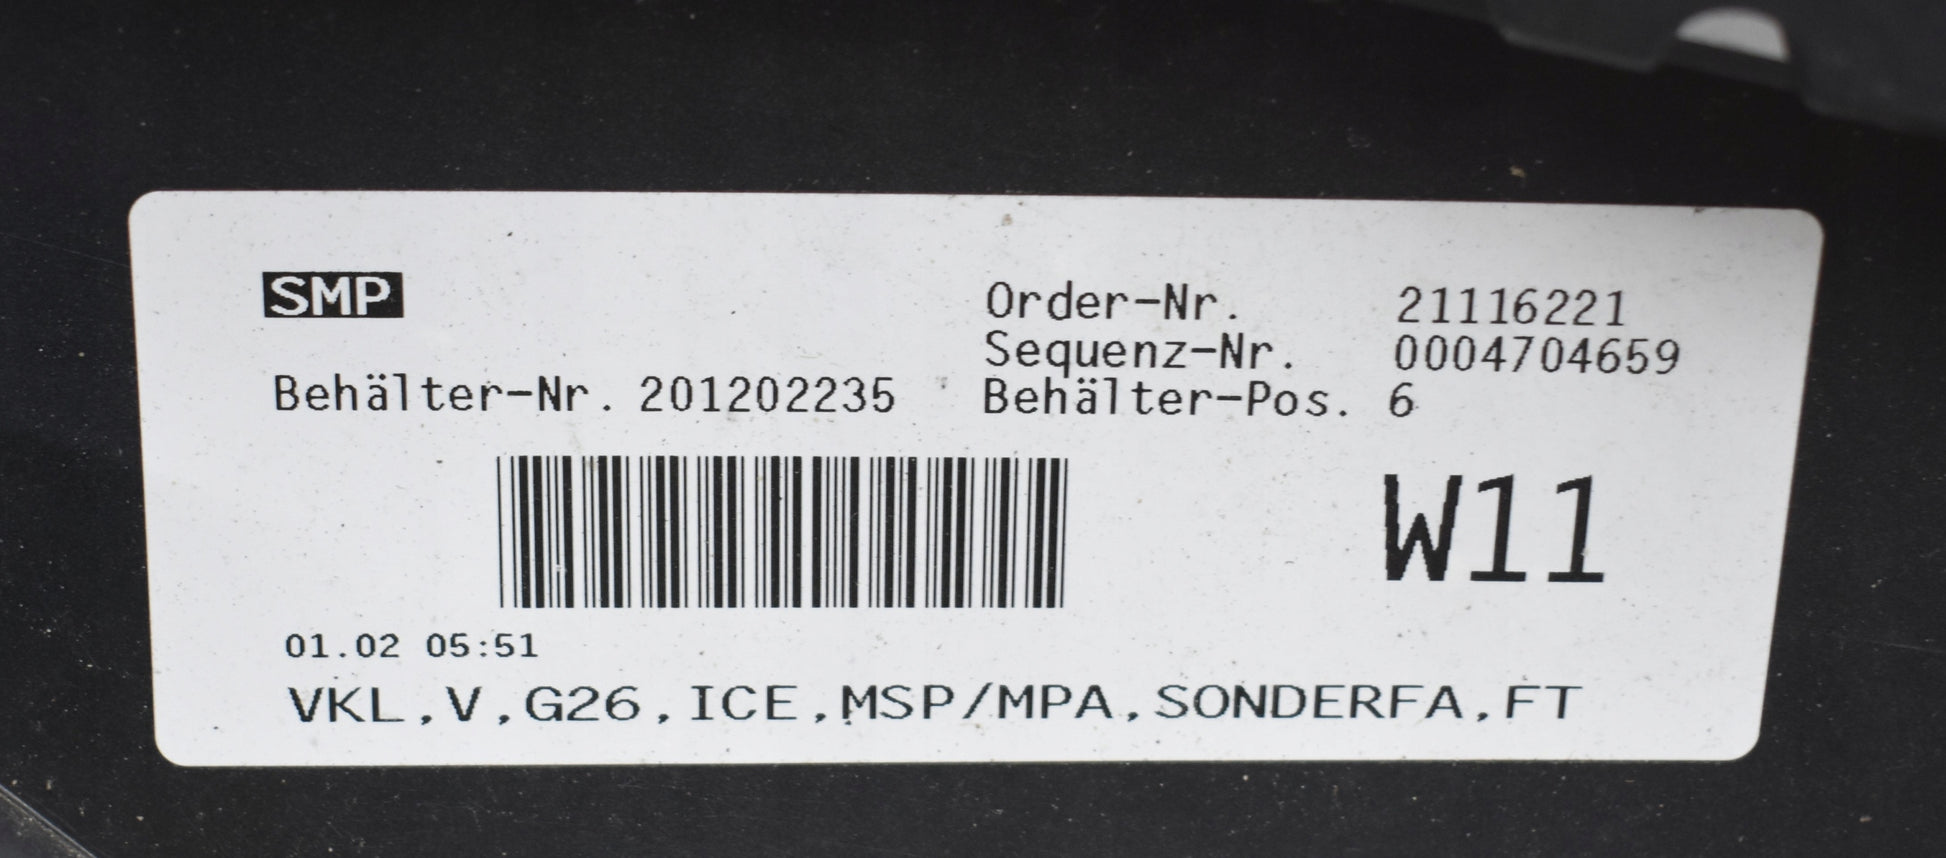 SMP
Order-Nr. 21116221
Sequenz-Nr. 0004704659
Behälter-Nr. 201202235 Behälter-Pos. 6
W11
01.02 05:51
VKL,V,G26,ICE,MSP/MPA,SONDERFA,FT